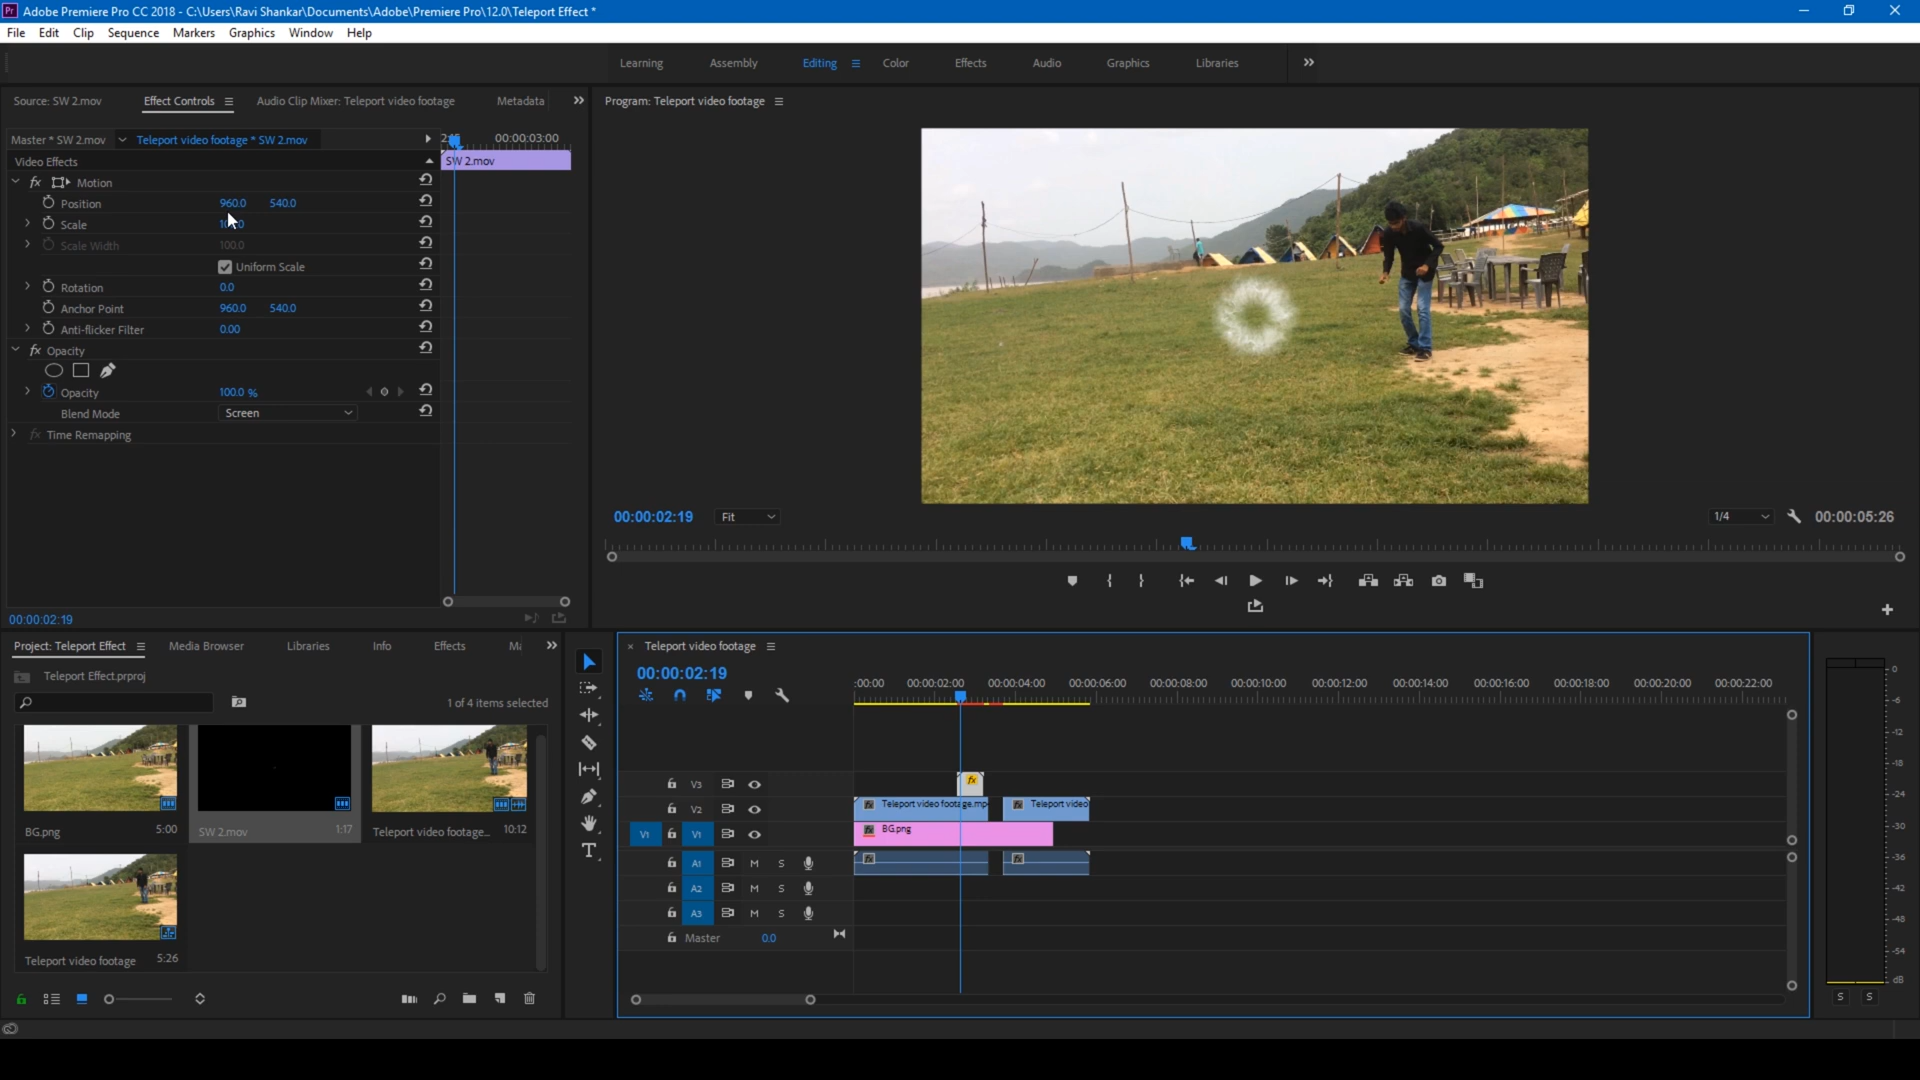 Pr Adobe Premiere Pro CC 2018 - C:\Users\Ravi Shankar\Documents\Adobe\Premiere Pro\12.0\Teleport Effect *
File Edit Clip Sequence Markers Graphics Window Help
Learning Assembly Editing Color Effects Audio Graphics Libraries
Source: SW 2.mov Effect Controls Audio Clip Mixer: Teleport video footage Metadata
Program: Teleport video footage
Master * SW 2.mov Teleport video footage * SW 2.mov 00:00:03:00
Video Effects SW 2.mov
fx Motion
Position 960.0 540.0
Scale
Scale Width 100.0
Uniform Scale
Rotation 0.0
Anchor Point 960.0 540.0
Anti-flicker Filter 0.00
fx Opacity
Opacity 100.0 %
Blend Mode Screen
fx Time Remapping
00:00:02:19 Fit 1/4 00:00:05:26
00:00:02:19
Project: Teleport Effect Media Browser Libraries Info Effects
Teleport Effect.prproj
1 of 4 items selected
BG.png 5:00
SW 2.mov 1:17
Teleport video footage... 10:12
Teleport video footage 5:26
× Teleport video footage
00:00:02:19
:00:00 00:00:02:00 00:00:04:00 00:00:06:00 00:00:08:00 00:00:10:00 00:00:12:00 00:00:14:00 00:00:16:00 00:00:18:00 00:00:20:00 00:00:22:00
V3 fx
V2 fx Teleport video footage.mp fx Teleport video
V1 V1 fx BG.png
A1 M S fx fx
A2 M S
A3 M S
Master 0.0
0
-6
-12
-18
-24
-30
-36
-42
-48
-54
dB
S S